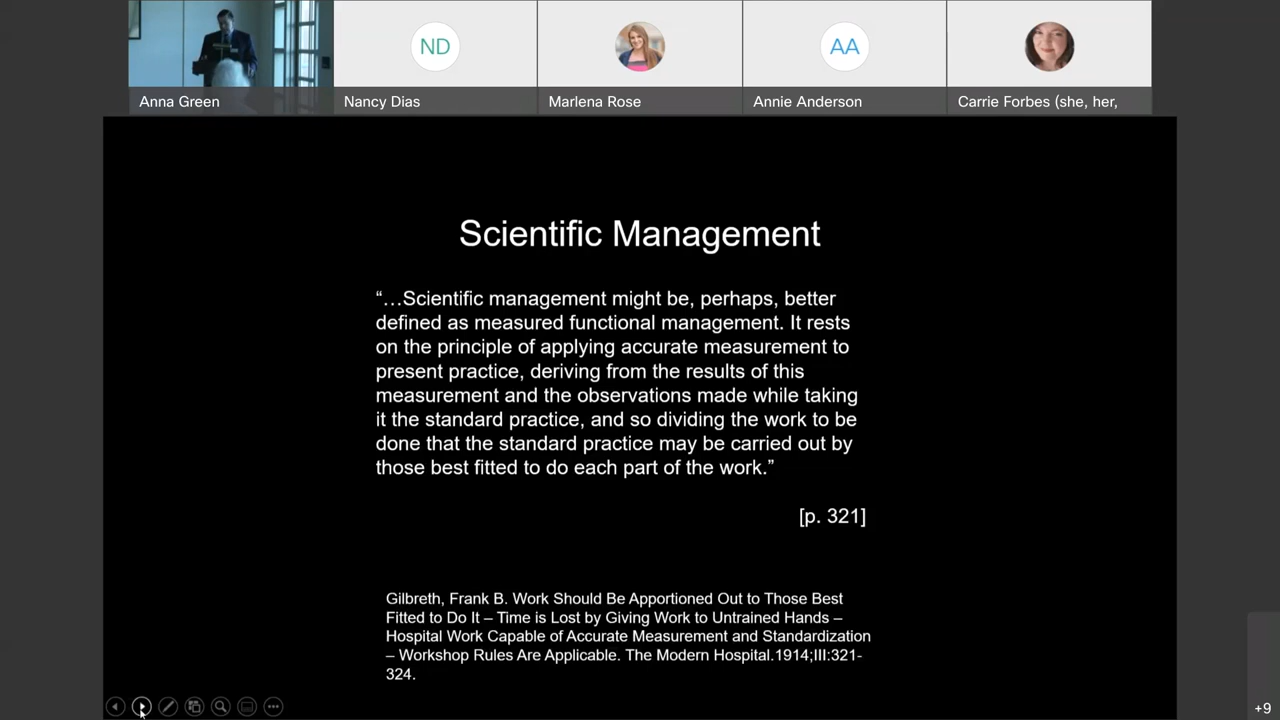 Anna Green
ND
Nancy Dias
Marlena Rose
AA
Annie Anderson
Carrie Forbes (she, her,
Scientific Management
“…Scientific management might be, perhaps, better
defined as measured functional management. It rests
on the principle of applying accurate measurement to
present practice, deriving from the results of this
measurement and the observations made while taking
it the standard practice, and so dividing the work to be
done that the standard practice may be carried out by
those best fitted to do each part of the work.”
[p. 321]
Gilbreth, Frank B. Work Should Be Apportioned Out to Those Best
Fitted to Do It – Time is Lost by Giving Work to Untrained Hands –
Hospital Work Capable of Accurate Measurement and Standardization
– Workshop Rules Are Applicable. The Modern Hospital.1914;III:321-
324.
+9